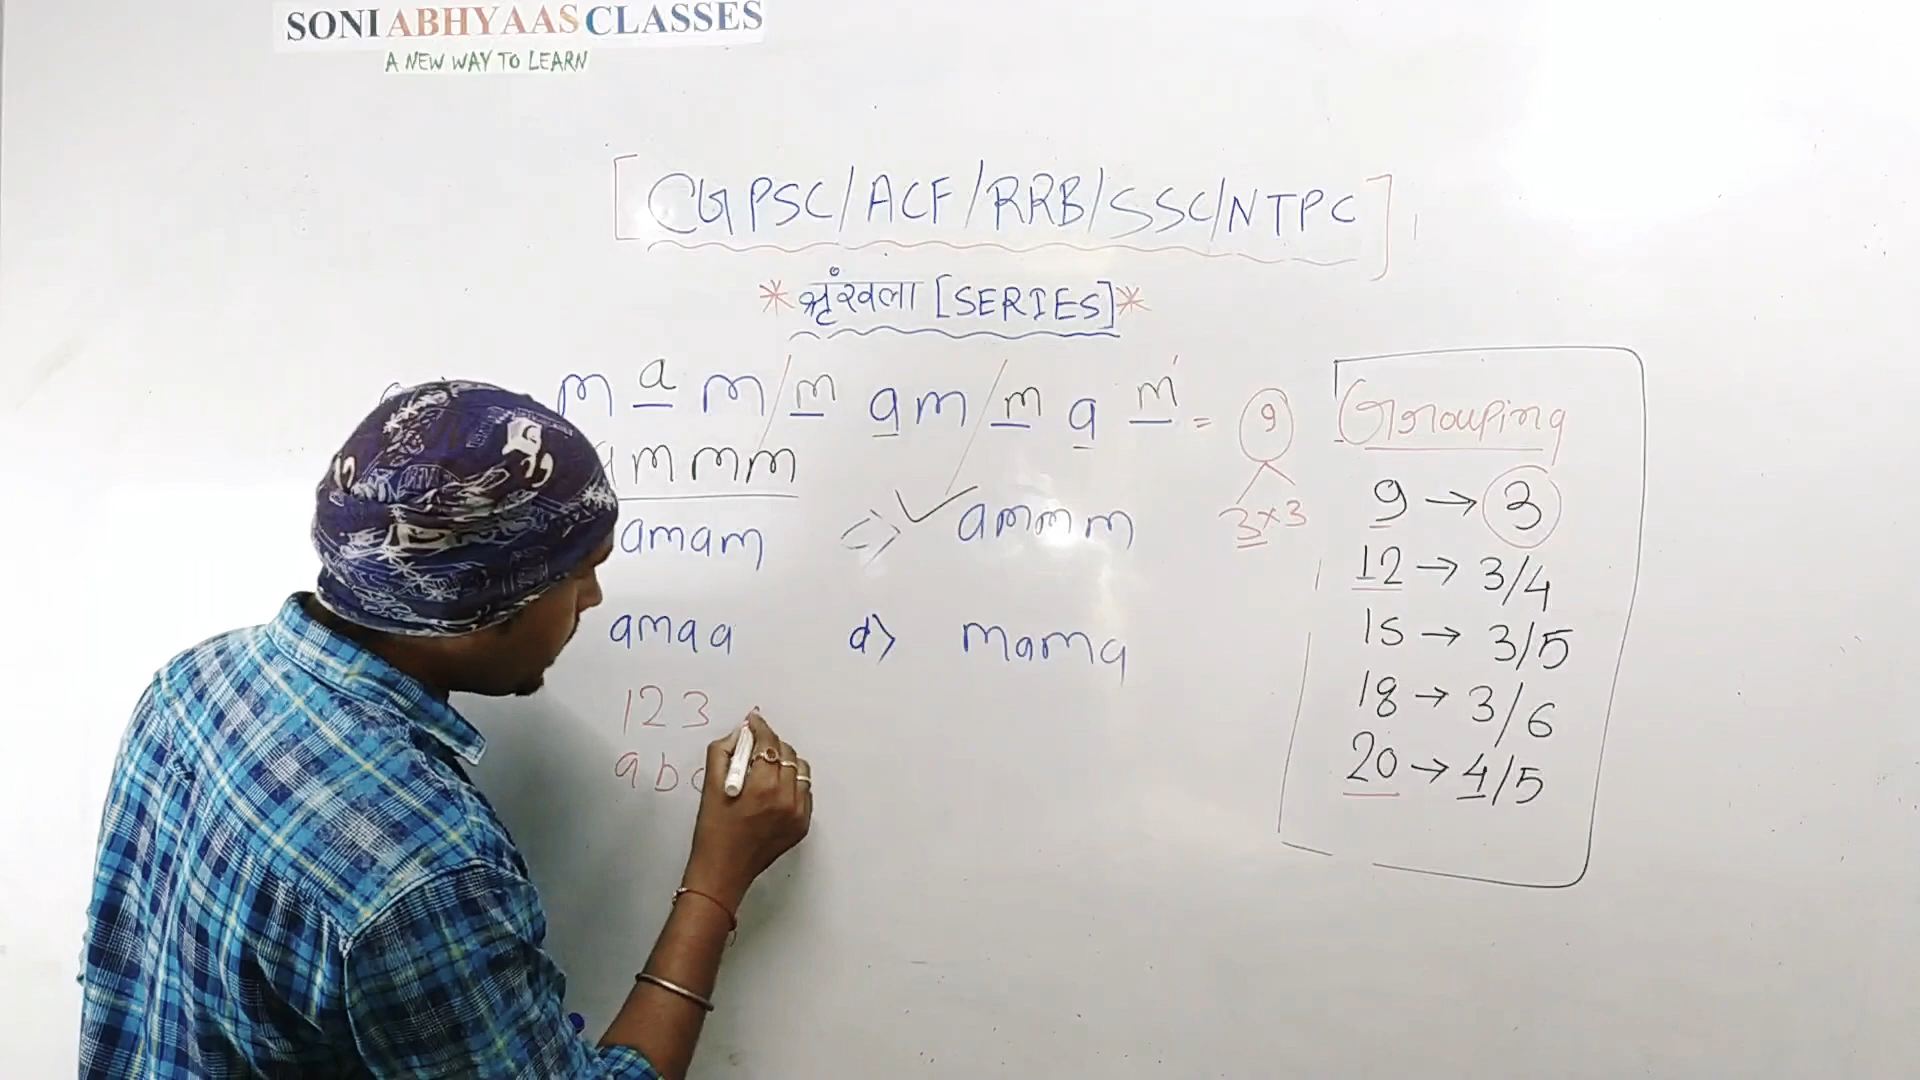 SONI ABHYAAS CLASSES
A NEW WAY TO LEARN
[CGPSC/ACF/RRB/SSC/NTPC]
*श्रृंखला [SERIES]*
m a m / m a m / m a m = 9
ammm
3×3
amam c) ammm
amaa d) mama
123
ab
Grouping
9 → 3
12 → 3/4
15 → 3/5
18 → 3/6
20 → 4/5